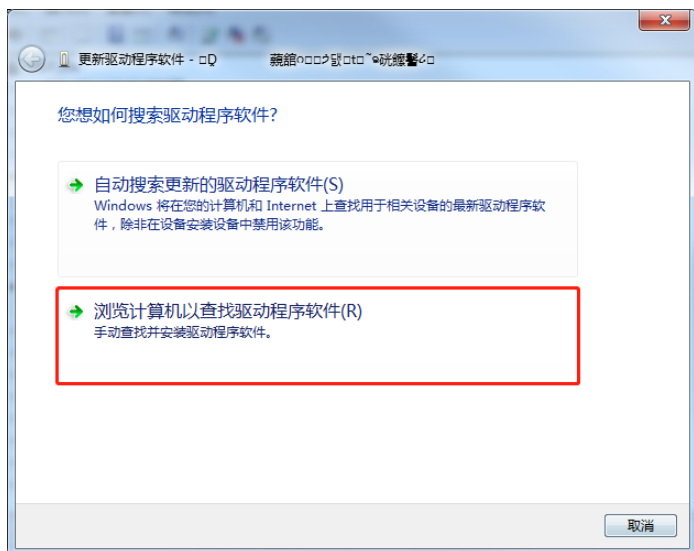 更新驱动程序软件 -
您想如何搜索驱动程序软件?
自动搜索更新的驱动程序软件(S)
Windows 将在您的计算机和 Internet 上查找用于相关设备的最新驱动程序软
件，除非在设备安装设备中禁用该功能。
浏览计算机以查找驱动程序软件(R)
手动查找并安装驱动程序软件。
取消